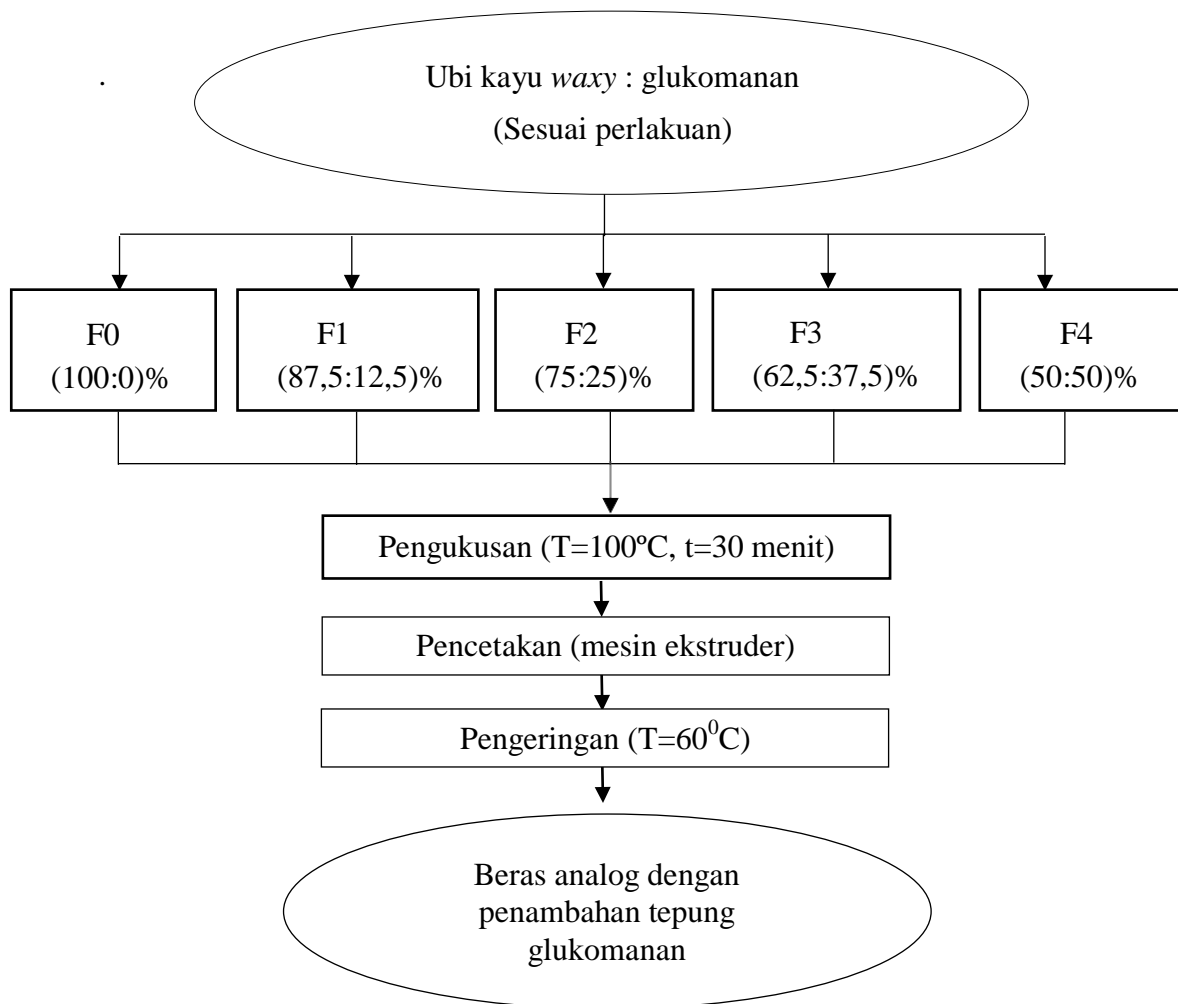 .
Ubi kayu waxy : glukomanan
(Sesuai perlakuan)
F0
(100:0)%
F1
(87,5:12,5)%
F2
(75:25)%
F3
(62,5:37,5)%
F4
(50:50)%
Pengukusan (T=100ºC, t=30 menit)
Pencetakan (mesin ekstruder)
Pengeringan (T=60⁰C)
Beras analog dengan
penambahan tepung
glukomanan